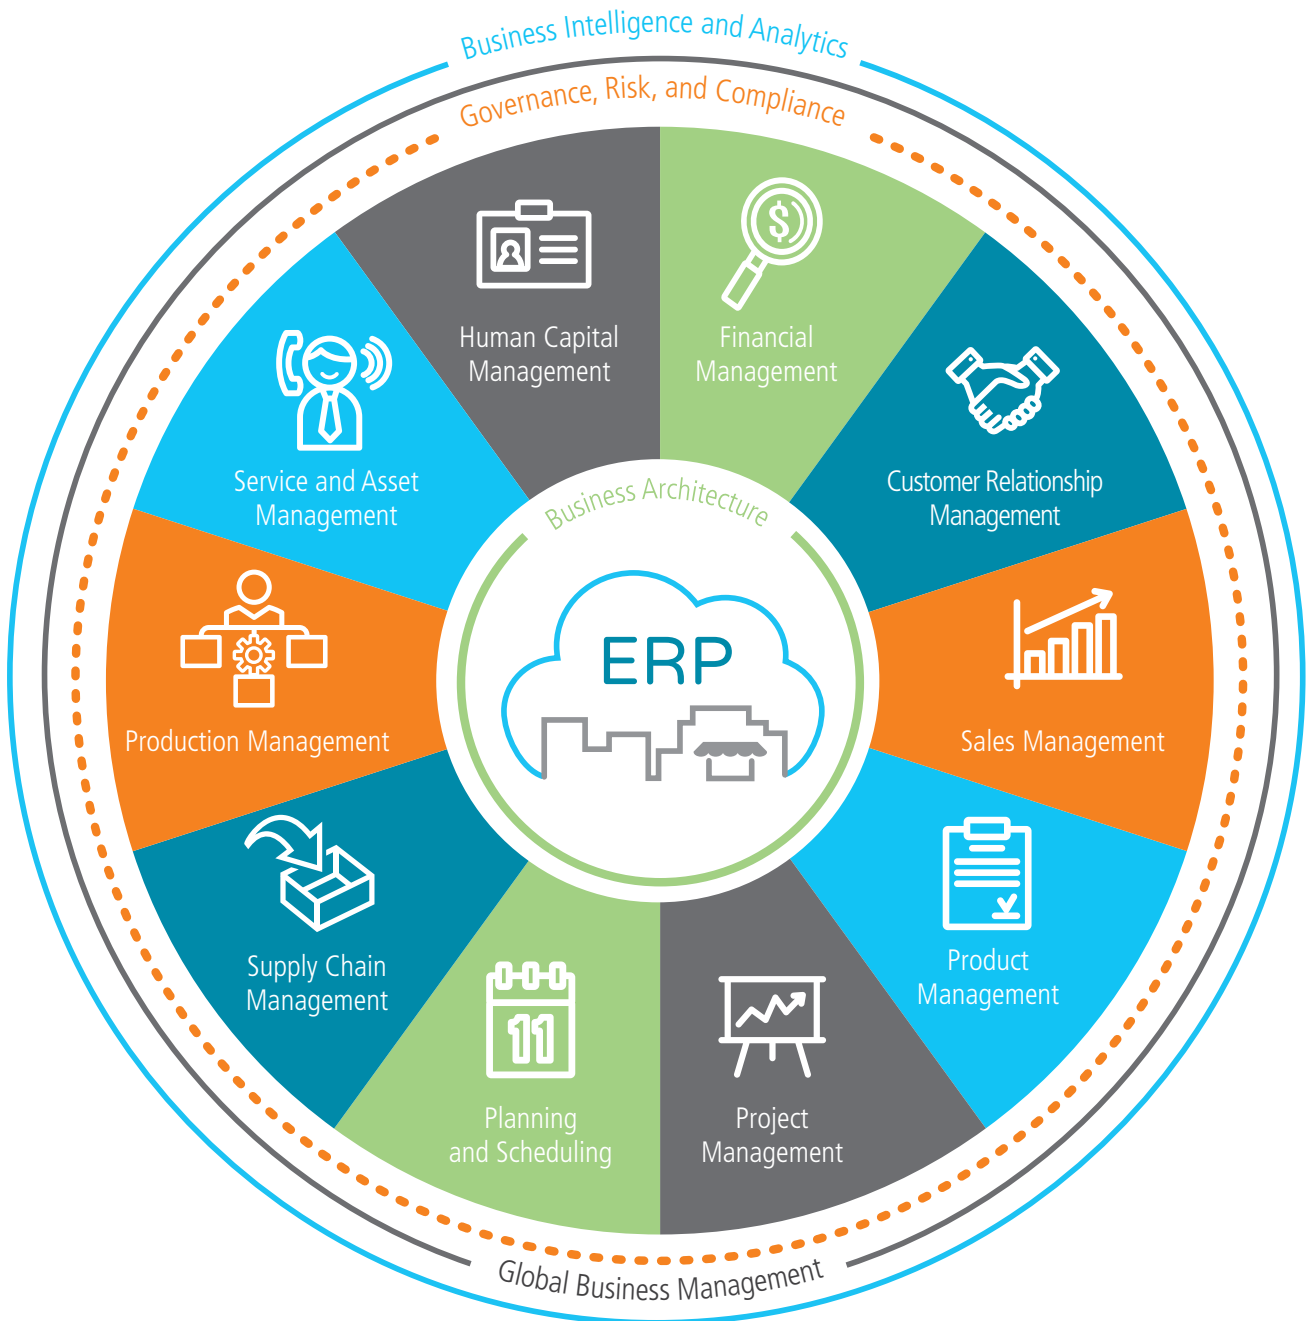 Business Intelligence and Analytics
Governance, Risk, and Compliance
$
Human Capital
Management
Financial
Management
Customer Relationship
Management
Service and Asset
Management
Business Architecture
ERP
Production Management
Sales Management
Product
Management
Supply Chain
Management
11
Planning
and Scheduling
Project
Management
Global Business Management